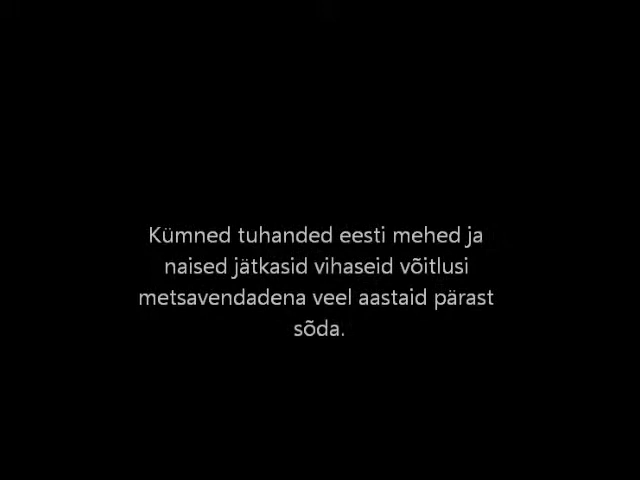 Kümned tuhanded eesti mehed ja
naised jätkasid vihaseid võitlusi
metsavendadena veel aastaid pärast
sõda.